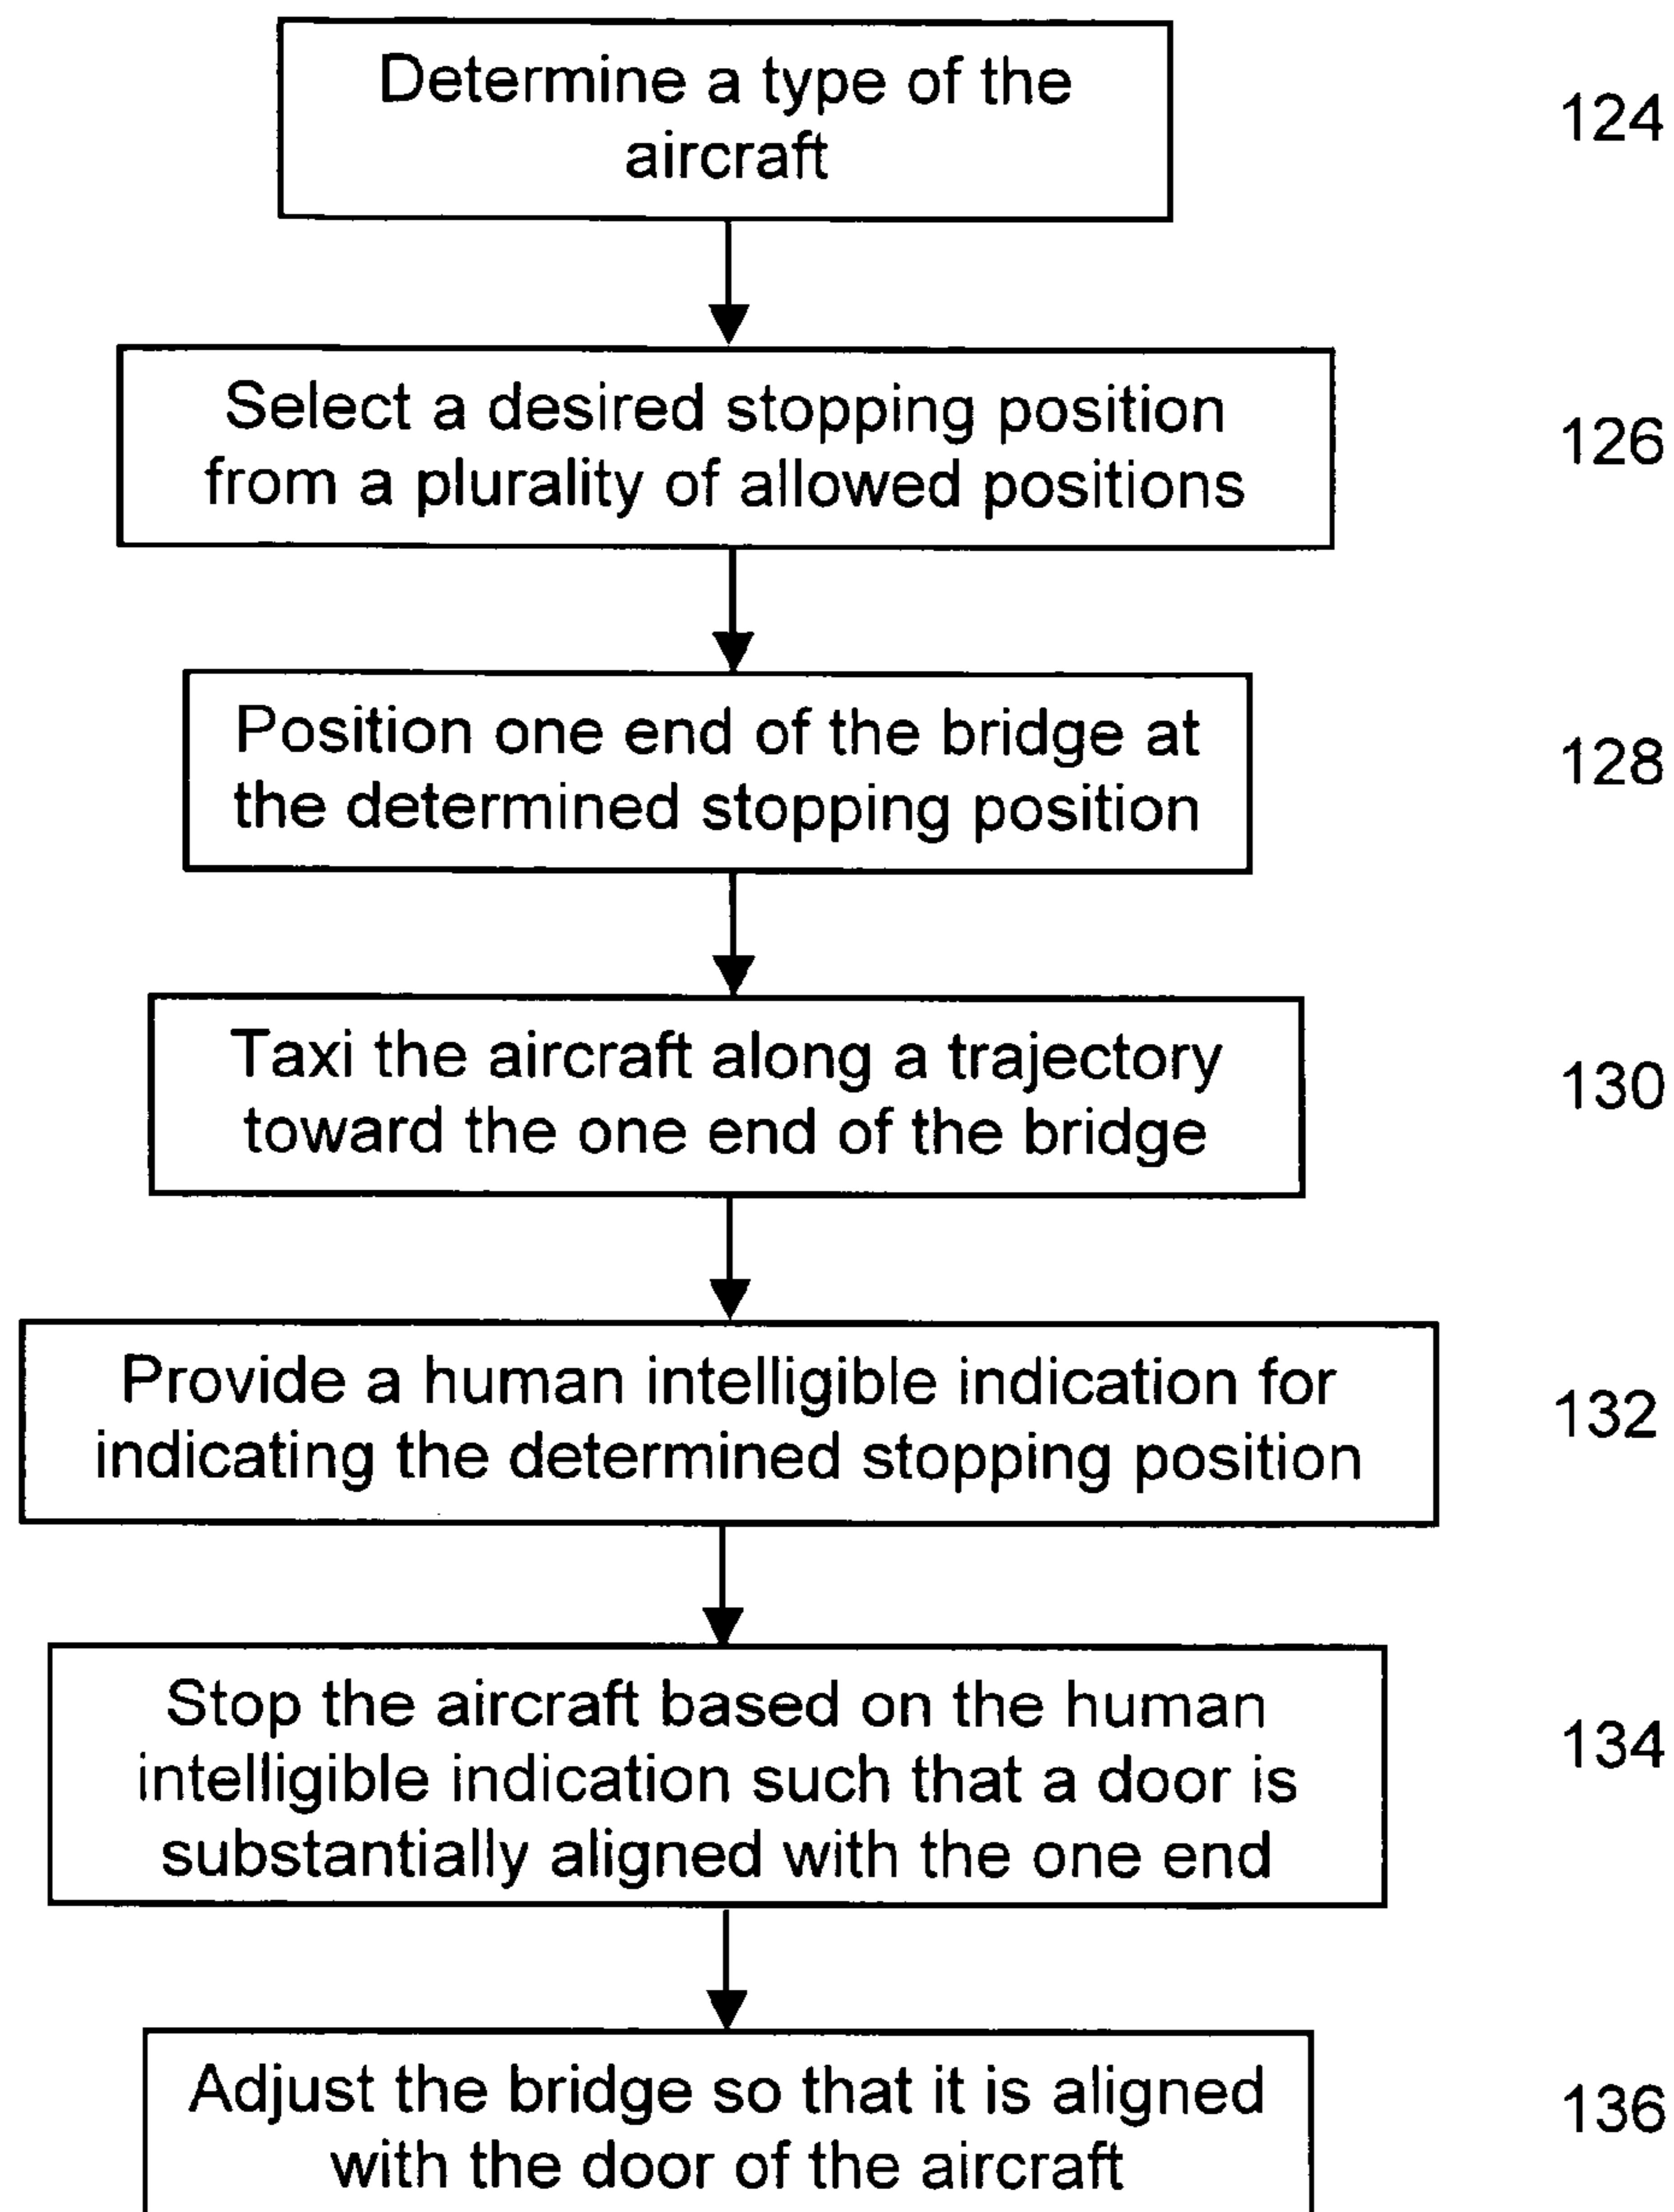 Determine a type of the
aircraft
124
Select a desired stopping position
from a plurality of allowed positions
126
Position one end of the bridge at
the determined stopping position
128
Taxi the aircraft along a trajectory
toward the one end of the bridge
130
Provide a human intelligible indication for
indicating the determined stopping position
132
Stop the aircraft based on the human
intelligible indication such that a door is
substantially aligned with the one end
134
Adjust the bridge so that it is aligned
with the door of the aircraft
136